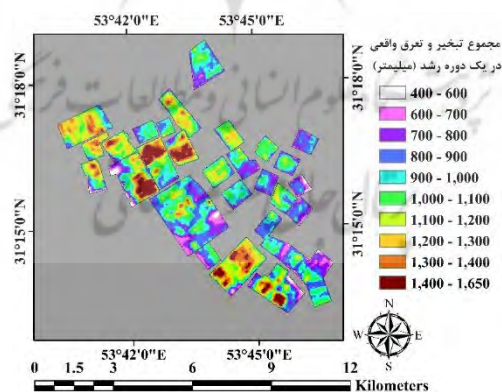 53°42'0"E 53°45'0"E
31°18'0"N
31°15'0"N
31°18'0"N
31°15'0"N
مجموع تبخیر و تعرق واقعی
در یک دوره رشد (میلیمتر)
400 - 600
600 - 700
700 - 800
800 - 900
900 - 1,000
1,000 - 1,100
1,100 - 1,200
1,200 - 1,300
1,300 - 1,400
1,400 - 1,650
N
W E
S
53°42'0"E 53°45'0"E
0 1.5 3 6 9 12
Kilometers